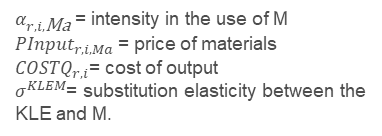 α_{r,i,Ma} = intensity in the use of M
PInput_{r,i,Ma} = price of materials
COSTQ_{r,i}= cost of output
σ^{KLEM}= substitution elasticity between the
KLE and M.